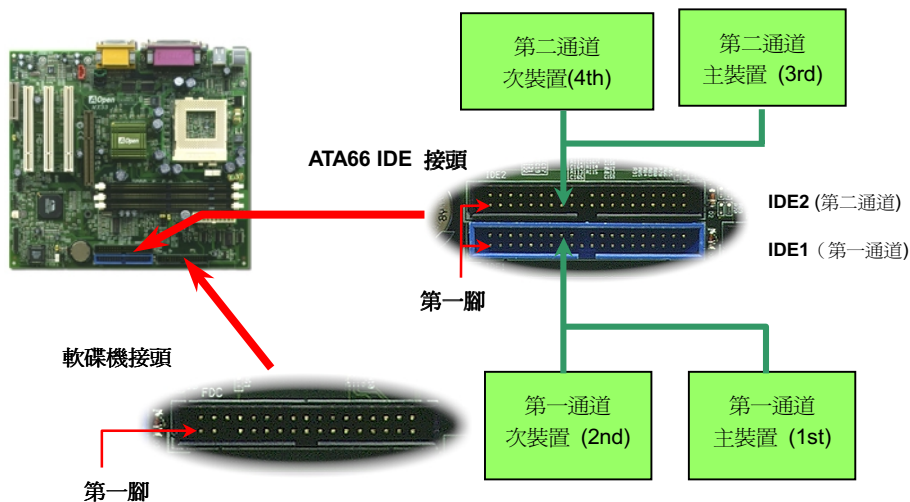 第二通道
次裝置(4th)
第二通道
主裝置 (3rd)
AOpen
AOpen
ATA66 IDE 接頭
IDE2
IDE2 (第二通道)
IDE1（第一通道)
第一腳
軟碟機接頭
FDC
第一腳
第一通道
次裝置 (2nd)
第一通道
主裝置 (1st)